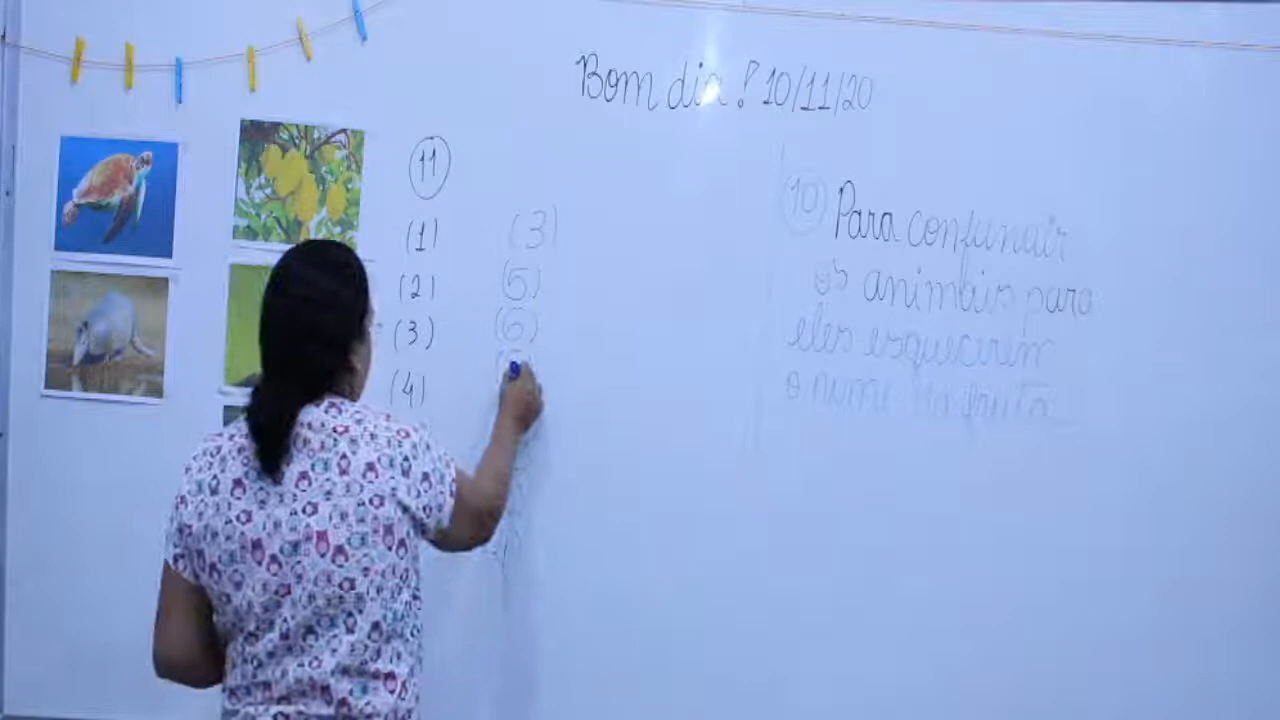 Bom dia! 10/11/20
11
(1) (3)
(2) (5)
(3) (6)
(4)
10 Para confundir
os animais para
eles esquecerem
o nome da fruta